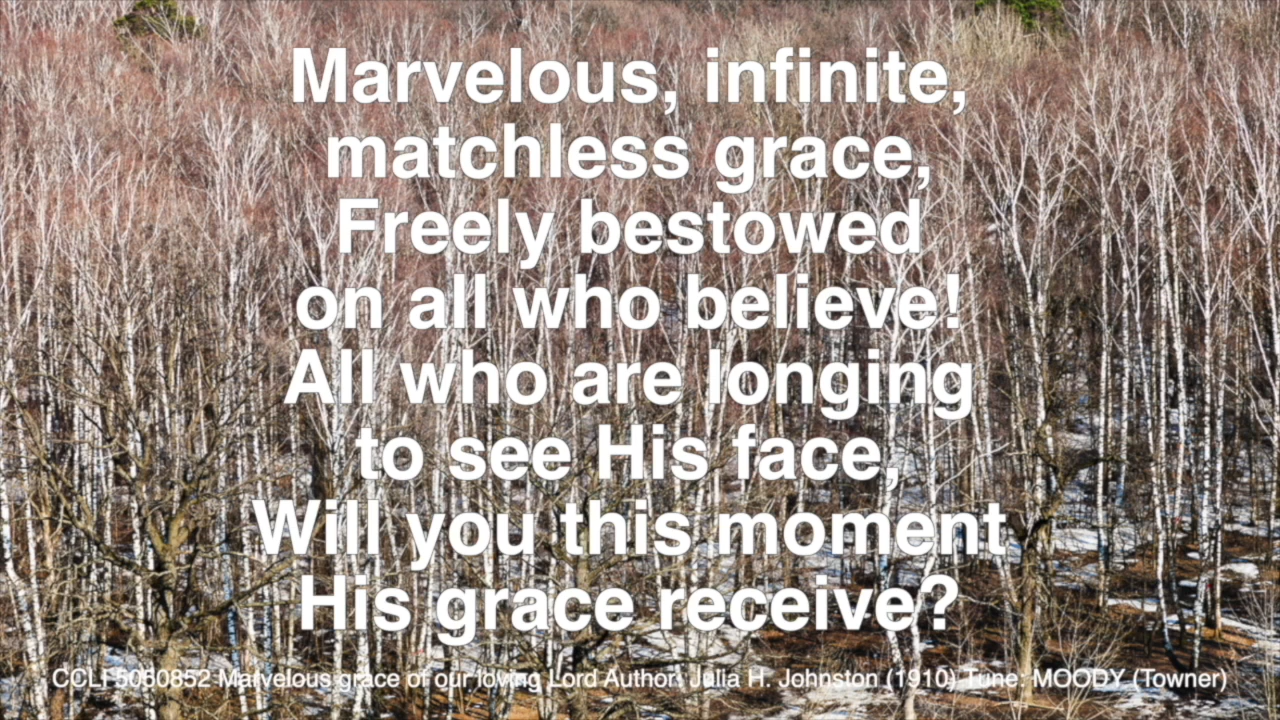 Marvelous, infinite,
matchless grace,
Freely bestowed
on all who believe!
All who are longing
to see His face,
Will you this moment
His grace receive?
CCLI 5060852 Marvelous grace of our loving Lord Author: Julia H. Johnston (1910) Tune: MOODY (Towner)